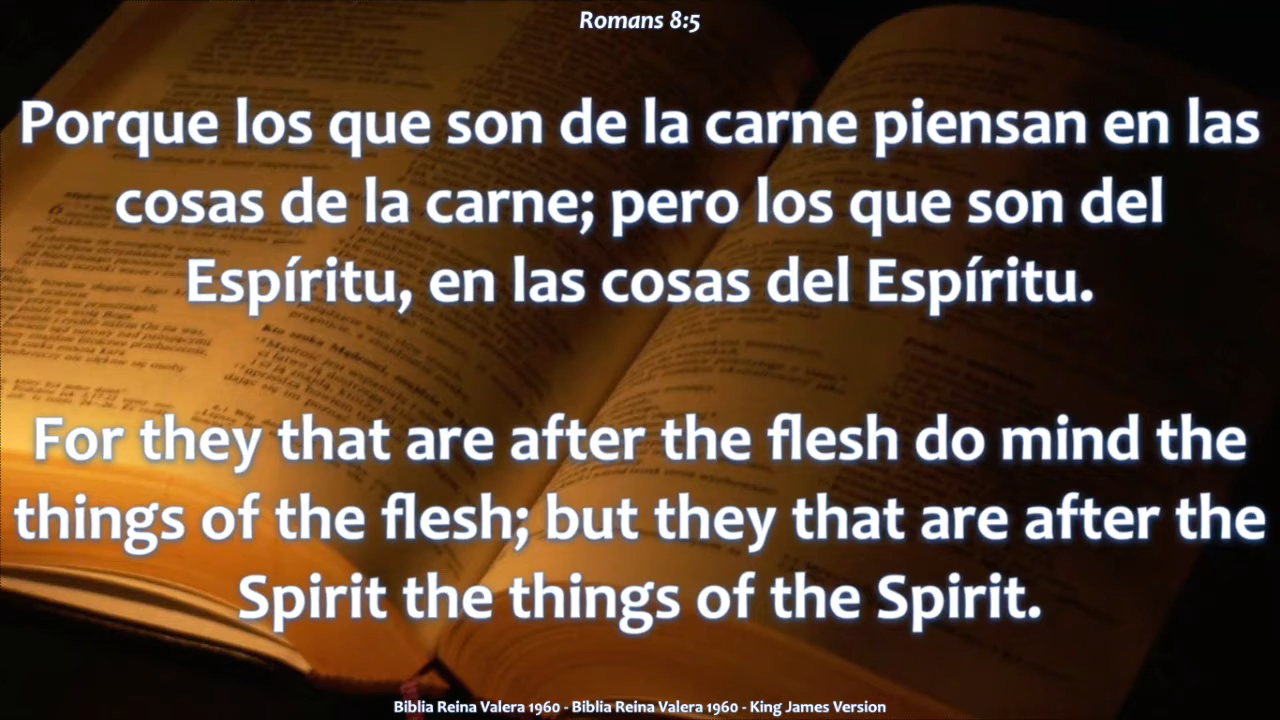 Romans 8:5
Porque los que son de la carne piensan en las
cosas de la carne; pero los que son del
Espíritu, en las cosas del Espíritu.
For they that are after the flesh do mind the
things of the flesh; but they that are after the
Spirit the things of the Spirit.
Biblia Reina Valera 1960 - Biblia Reina Valera 1960 - King James Version